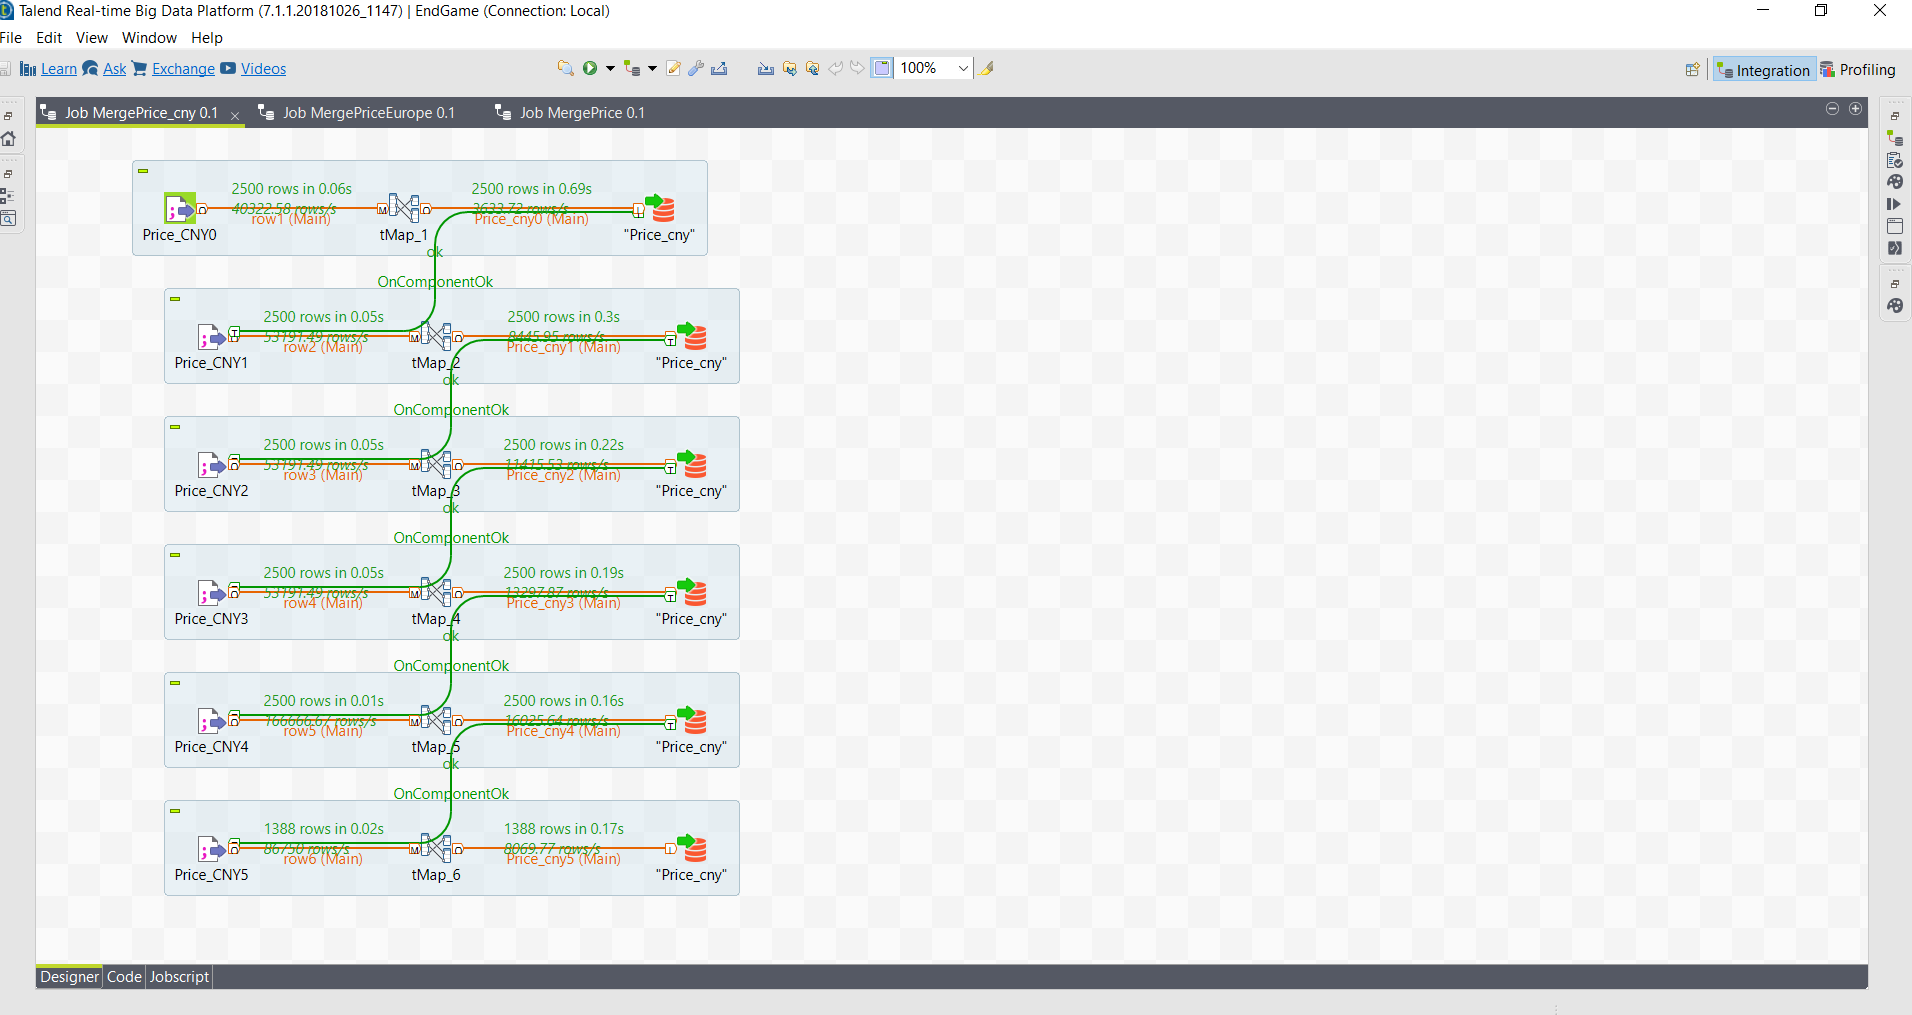 Talend Real-time Big Data Platform (7.1.1.20181026_1147) | EndGame (Connection: Local)
File Edit View Window Help
Learn Ask Exchange Videos 100% Integration Profiling
Job MergePrice_cny 0.1 Job MergePriceEurope 0.1 Job MergePrice 0.1
2500 rows in 0.06s 2500 rows in 0.69s
40322.58 rows/s 3633.72 rows/s
row1 (Main) Price_cny0 (Main)
Price_CNY0 tMap_1 "Price_cny"
ok
OnComponentOk
2500 rows in 0.05s 2500 rows in 0.3s
53191.49 rows/s 8445.95 rows/s
row2 (Main) Price_cny1 (Main)
Price_CNY1 tMap_2 "Price_cny"
ok
OnComponentOk
2500 rows in 0.05s 2500 rows in 0.22s
53191.49 rows/s 11415.53 rows/s
row3 (Main) Price_cny2 (Main)
Price_CNY2 tMap_3 "Price_cny"
ok
OnComponentOk
2500 rows in 0.05s 2500 rows in 0.19s
53191.49 rows/s 13297.87 rows/s
row4 (Main) Price_cny3 (Main)
Price_CNY3 tMap_4 "Price_cny"
ok
OnComponentOk
2500 rows in 0.01s 2500 rows in 0.16s
166666.67 rows/s 16025.64 rows/s
row5 (Main) Price_cny4 (Main)
Price_CNY4 tMap_5 "Price_cny"
ok
OnComponentOk
1388 rows in 0.02s 1388 rows in 0.17s
86750 rows/s 8069.77 rows/s
row6 (Main) Price_cny5 (Main)
Price_CNY5 tMap_6 "Price_cny"
Designer Code Jobscript